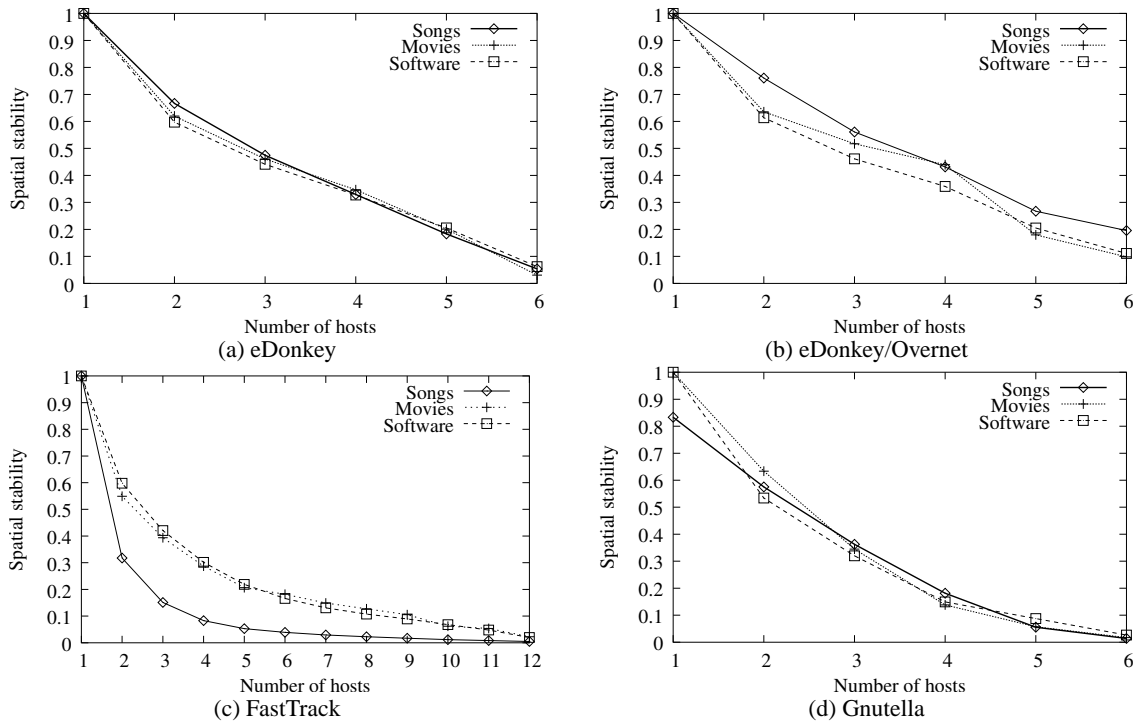 1
0.9
0.8
0.7
0.6
0.5
0.4
0.3
0.2
0.1
0
Spatial stability
Songs
Movies
Software
1 2 3 4 5 6
Number of hosts
(a) eDonkey
1
0.9
0.8
0.7
0.6
0.5
0.4
0.3
0.2
0.1
0
Spatial stability
Songs
Movies
Software
1 2 3 4 5 6
Number of hosts
(b) eDonkey/Overnet
1
0.9
0.8
0.7
0.6
0.5
0.4
0.3
0.2
0.1
0
Spatial stability
Songs
Movies
Software
1 2 3 4 5 6 7 8 9 10 11 12
Number of hosts
(c) FastTrack
1
0.9
0.8
0.7
0.6
0.5
0.4
0.3
0.2
0.1
0
Spatial stability
Songs
Movies
Software
1 2 3 4 5 6
Number of hosts
(d) Gnutella